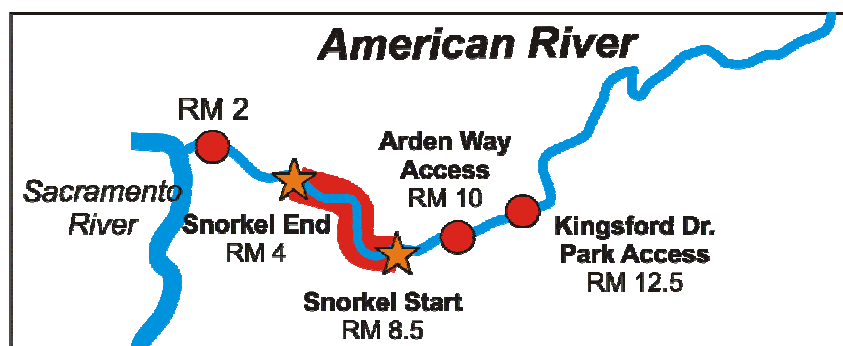 American River
RM 2
Arden Way
Access
RM 10
Sacramento
River
Snorkel End
RM 4
Kingsford Dr.
Park Access
RM 12.5
Snorkel Start
RM 8.5